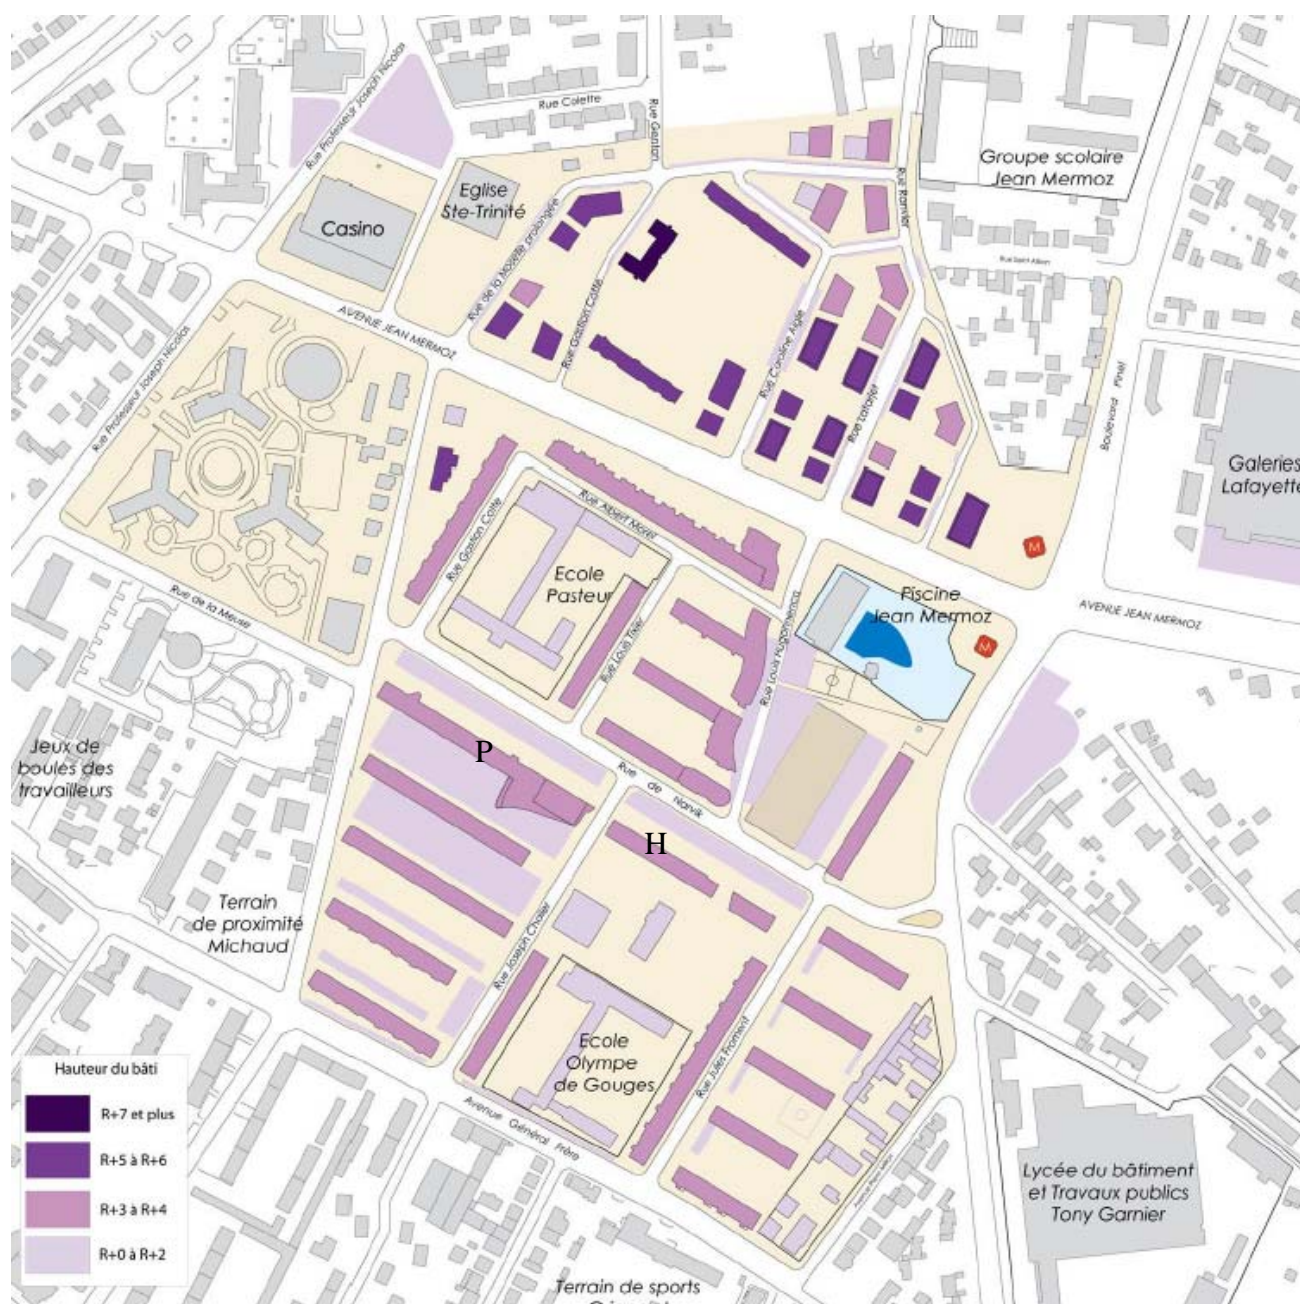 Rue Professeur Joseph Nicolas
Rue Colette
Rue Genton
Groupe scolaire
Jean Mermoz
Rue Ranvier
Eglise
Ste-Trinité
Casino
Rue de la Moselle prolongée
Rue Saint Alban
AVENUE JEAN MERMOZ
Rue Gaston Cotte
Rue Caroline Aigle
Rue Professeur Joseph Nicolas
Rue Latarjet
Boulevard Pinel
Galeries
Lafayette
Rue Albert Morel
Rue Gaston Cotte
M
Ecole
Pasteur
Piscine
Jean Mermoz
Rue de la Meuse
AVENUE JEAN MERMOZ
M
Rue Louis Tixier
Rue Louis Hugonnencq
Jeux de
boules des
travailleurs
P
Rue de Narvik
H
Terrain
de proximité
Michaud
Rue Joseph Chalier
Ecole
Olympe
de Gouges
Rue Jules Froment
Avenue Général Frère
Hauteur du bâti
R+7 et plus
R+5 à R+6
R+3 à R+4
R+0 à R+2
Lycée du bâtiment
et Travaux publics
Tony Garnier
Terrain de sports